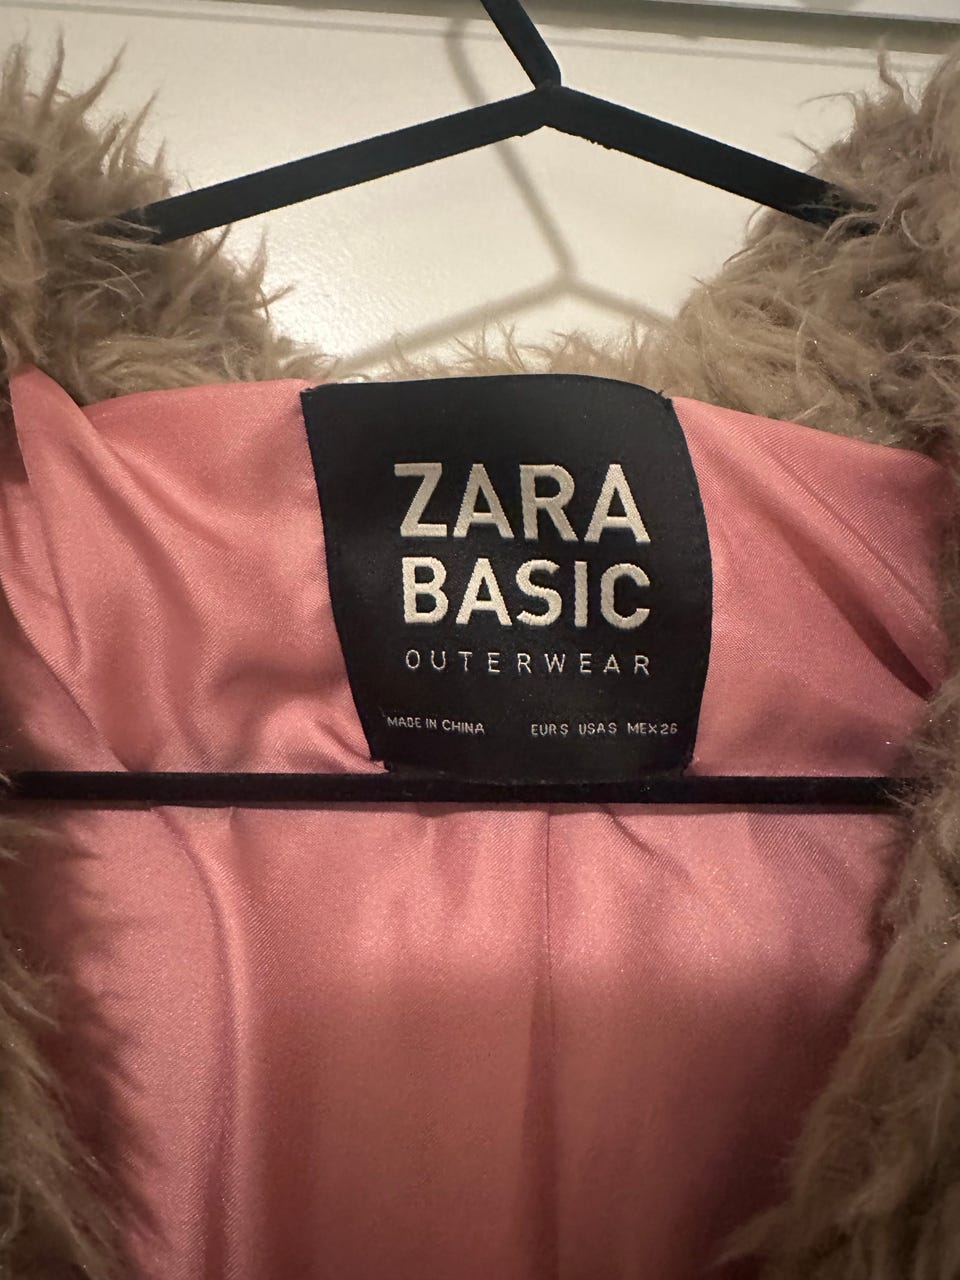 ZARA
BASIC
OUTERWEAR
MADE IN CHINA EUR S USA S MEX 26